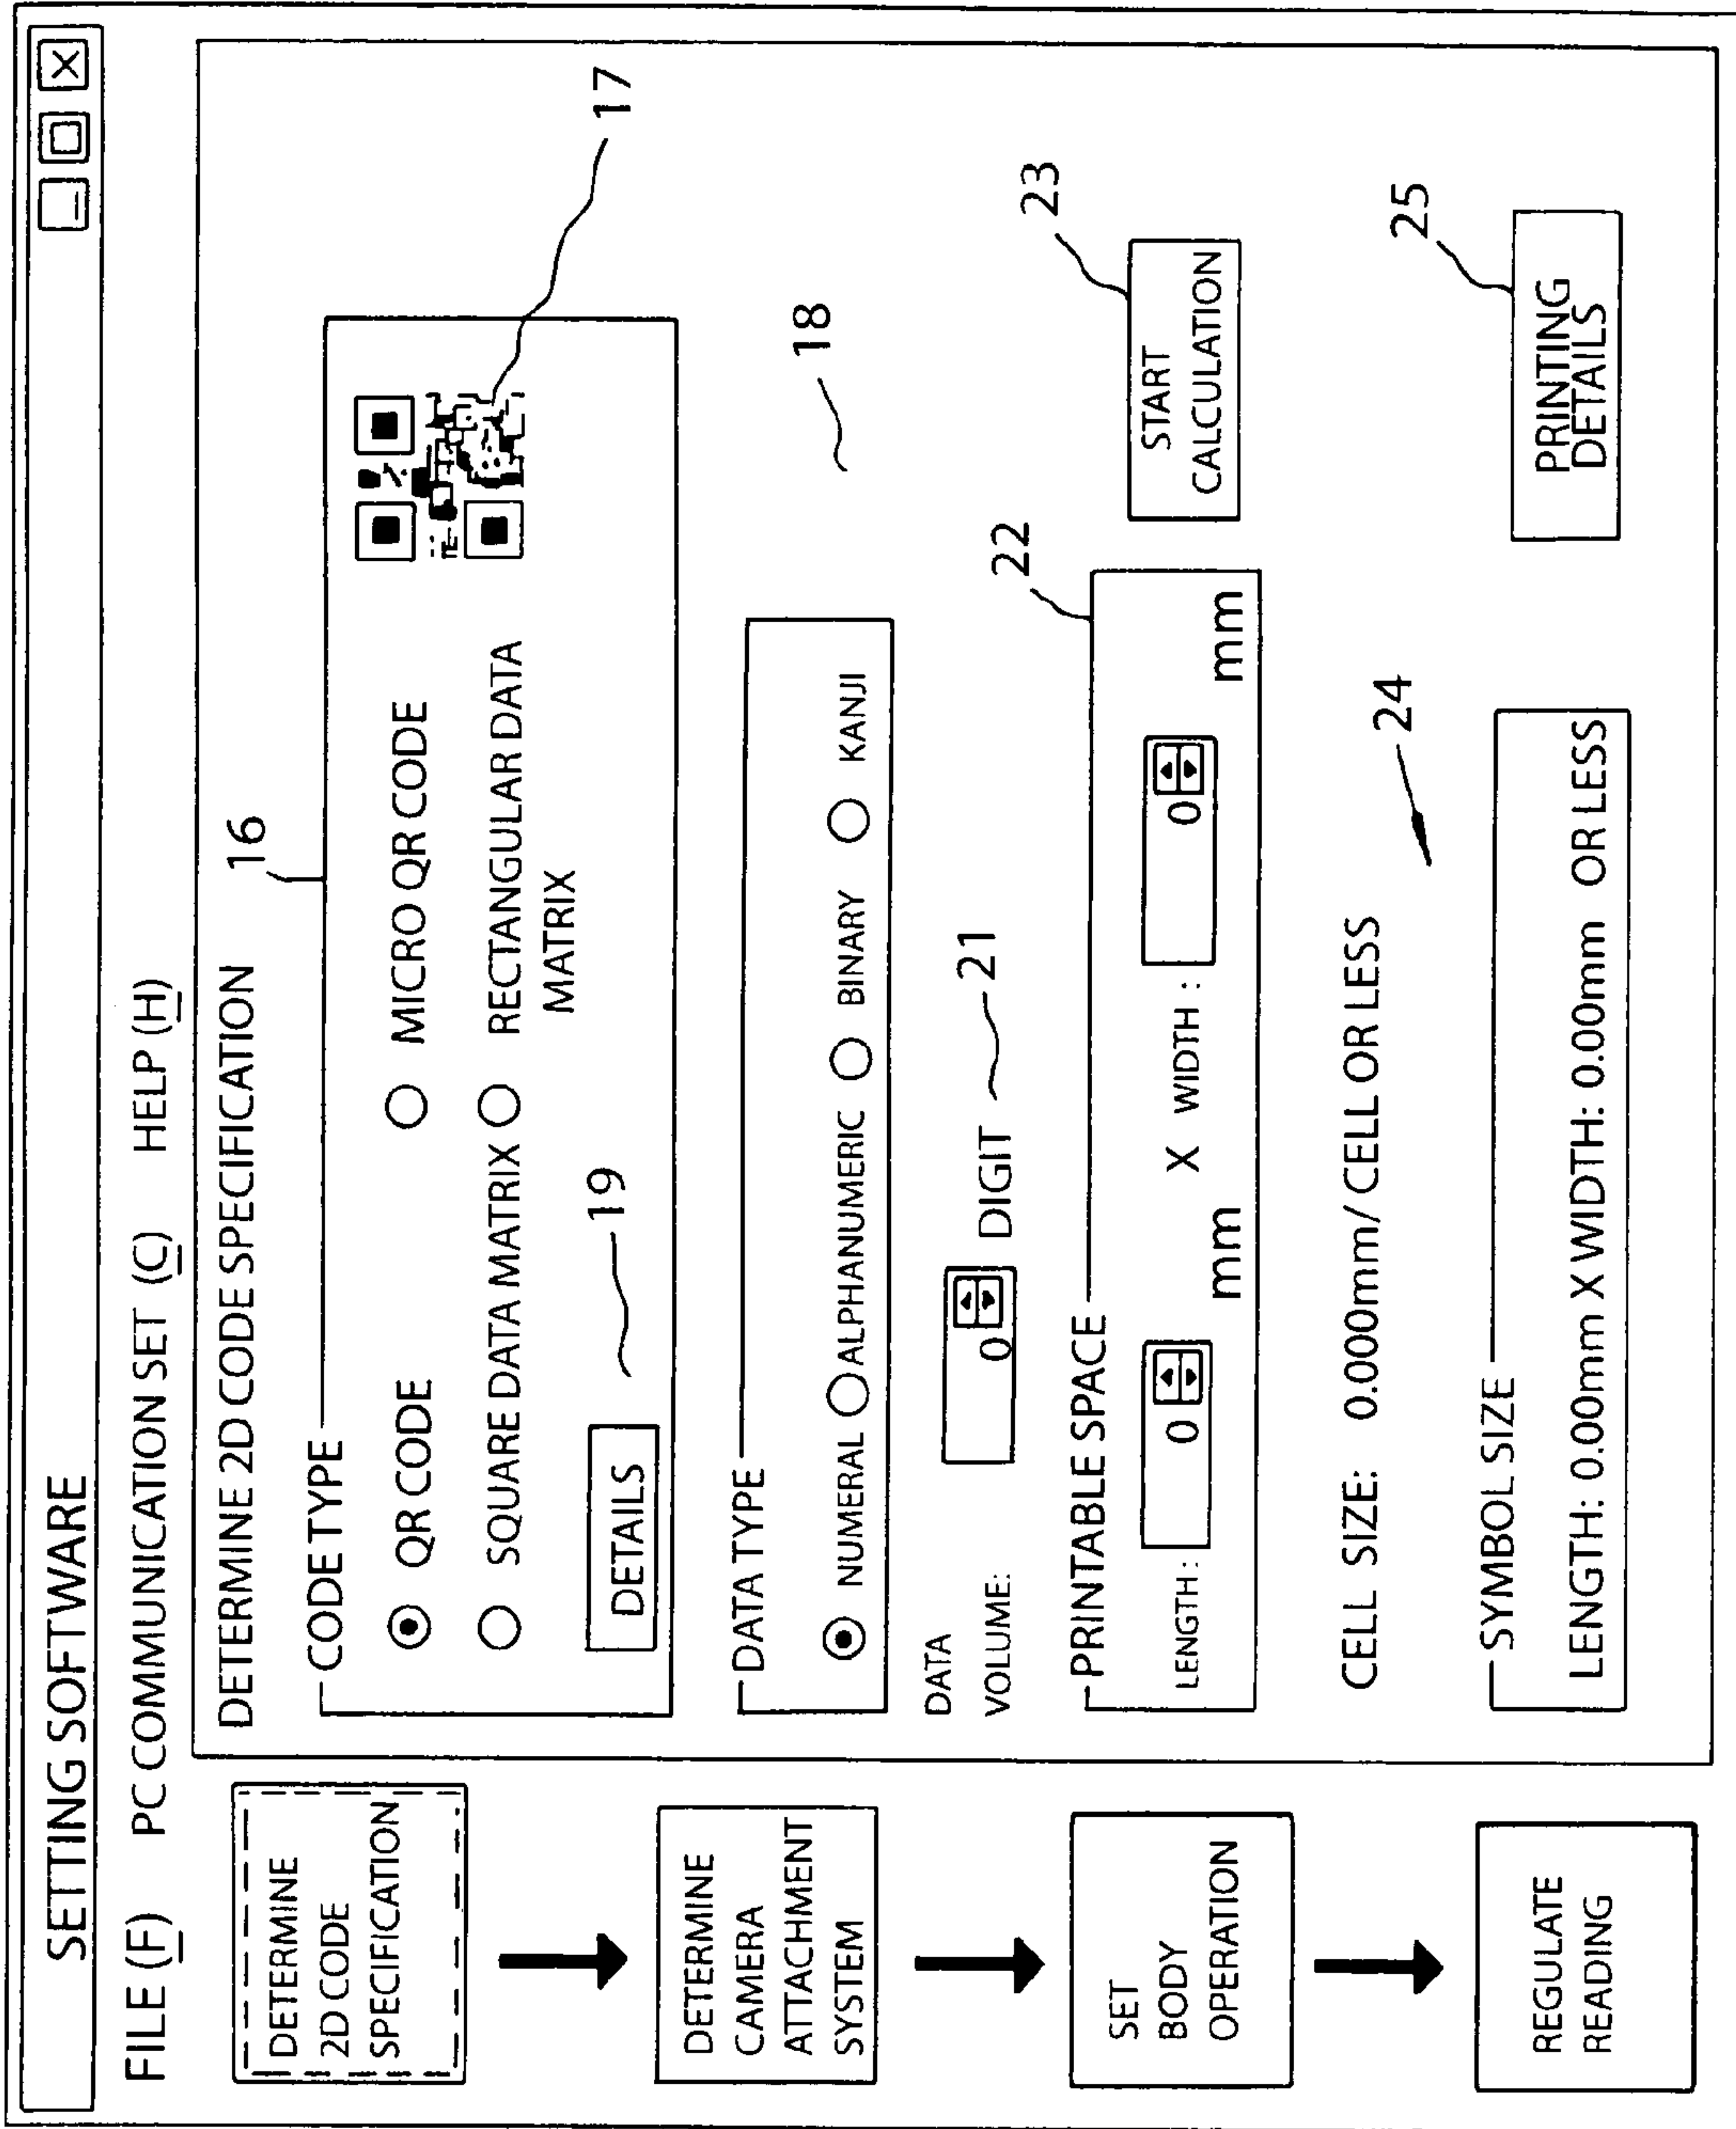 SETTING SOFTWARE
FILE (F) PC COMMUNICATION SET (C) HELP (H)
DETERMINE
2D CODE
SPECIFICATION
DETERMINE
CAMERA
ATTACHMENT
SYSTEM
SET
BODY
OPERATION
REGULATE
READING
DETERMINE 2D CODE SPECIFICATION
16
CODE TYPE
QR CODE MICRO QR CODE
17
SQUARE DATA MATRIX RECTANGULAR DATA
MATRIX
DETAILS 19
DATA TYPE
18
NUMERAL ALPHANUMERIC BINARY KANJI
DATA
VOLUME: 0 DIGIT 21
22
23
PRINTABLE SPACE
LENGTH: 0 mm X WIDTH : 0 mm
START
CALCULATION
CELL SIZE: 0.000mm/CELL OR LESS
24
25
SYMBOL SIZE
LENGTH: 0.00mm X WIDTH: 0.00mm OR LESS
PRINTING
DETAILS